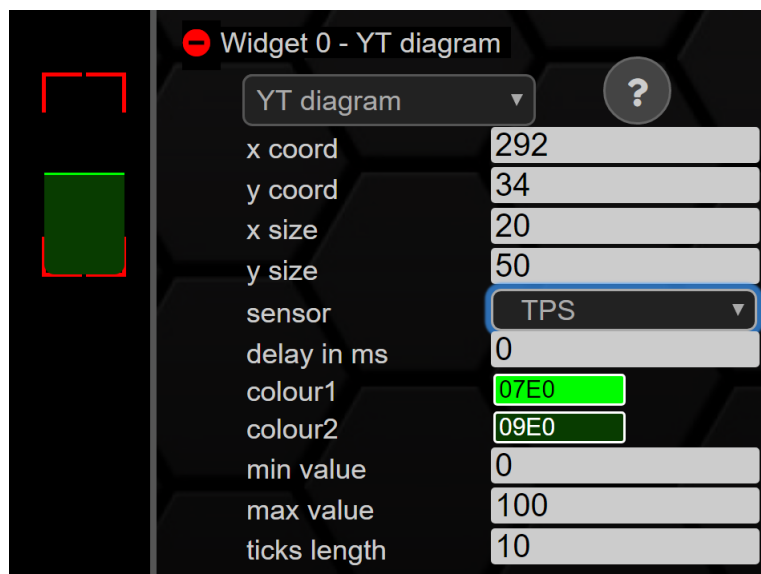 Widget 0 - YT diagram
YT diagram ▼
?
x coord 292
y coord 34
x size 20
y size 50
sensor TPS ▼
delay in ms 0
colour1 07E0
colour2 09E0
min value 0
max value 100
ticks length 10